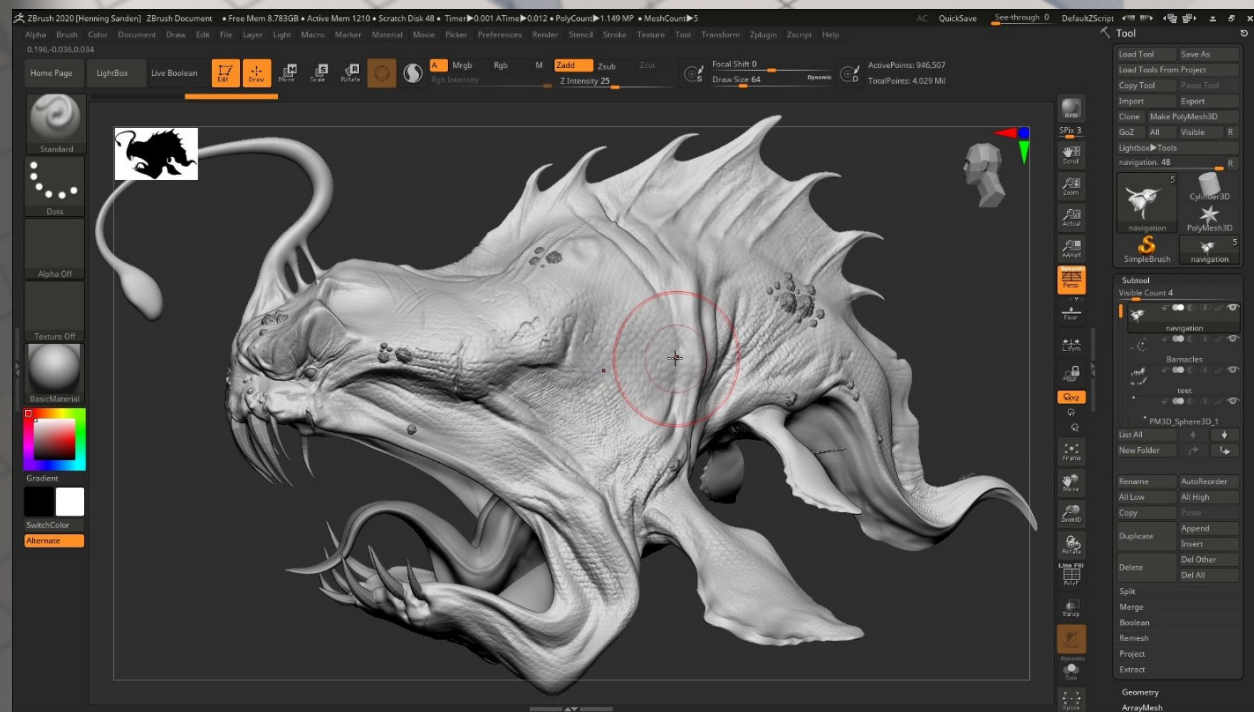 ZBrush 2020 [Henning Sanden] ZBrush Document • Free Mem 8.783GB • Active Mem 1210 • Scratch Disk 48 • Timer▶0.001 ATime▶0.012 • PolyCount▶1.149 MP • MeshCount▶5 AC QuickSave See-through 0 DefaultZScript
Alpha Brush Color Document Draw Edit File Layer Light Macro Marker Material Movie Picker Preferences Render Stencil Stroke Texture Tool Transform Zplugin Zscript Help
0.196,-0.036,0.034
Home Page LightBox Live Boolean Edit Draw Move Scale Rotate
A Mrgb Rgb M Zadd Zsub Zcut
Rgb Intensity Z Intensity 25
S Focal Shift 0
Draw Size 64 Dynamic D
ActivePoints: 946,507
TotalPoints: 4.029 Mil
Standard
Dots
Alpha Off
Texture Off
BasicMaterial
Gradient
SwitchColor
Alternate
BPR
SPix 3
Scroll
Zoom
Actual
AAHalf
Dynamic
Persp
Floor
L.Sym
Frame
Move
Zoom3D
Rotate
Line Fill
PolyF
Transp
Ghost
Dynamic
Solo
Xpose
Tool
Load Tool Save As
Load Tools From Project
Copy Tool Paste Tool
Import Export
Clone Make PolyMesh3D
GoZ All Visible R
Lightbox▶Tools
navigation. 48 R
5
Cylinder3D
navigation PolyMesh3D
5
SimpleBrush navigation
Subtool
Visible Count 4
navigation
Barnacles
teet
PM3D_Sphere3D_1
List All
New Folder
Rename AutoReorder
All Low All High
Copy Paste
Duplicate Append
Insert
Delete Del Other
Del All
Split
Merge
Boolean
Remesh
Project
Extract
Geometry
ArrayMesh